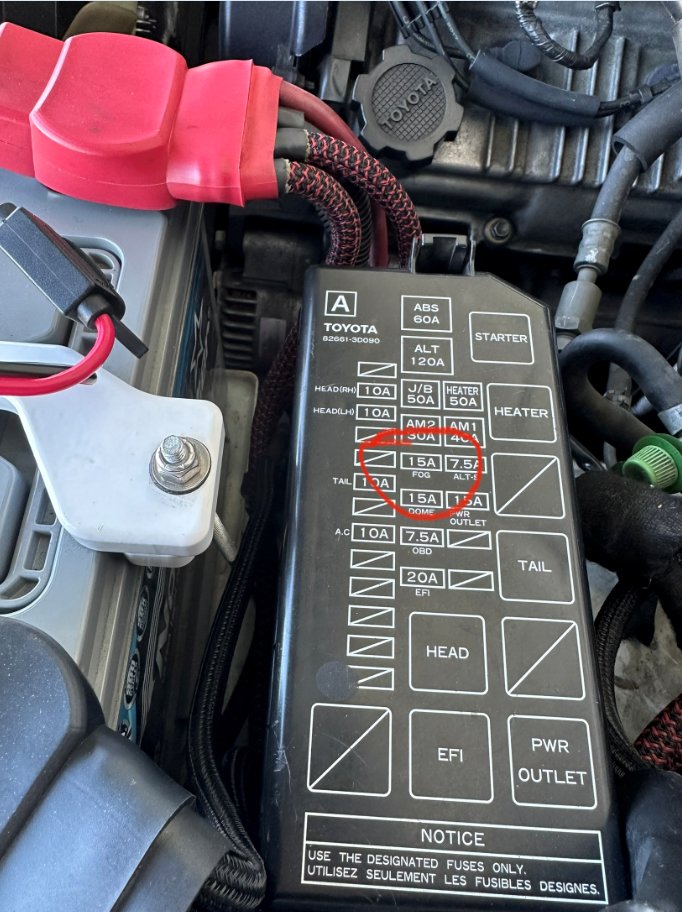 TOYOTA
A
TOYOTA
82661-3D090
ABS
60A
STARTER
ALT
120A
HEAD(RH) 10A
J/B
50A
HEATER
50A
HEATER
HEAD(LH) 10A
AM2
30A
AM1
40A
15A
FOG
7.5A
ALT-S
TAIL 10A
15A
DOME
15A
PWR
OUTLET
A.C 10A
7.5A
OBD
TAIL
20A
EFI
HEAD
EFI
PWR
OUTLET
NOTICE
USE THE DESIGNATED FUSES ONLY.
UTILISEZ SEULEMENT LES FUSIBLES DESIGNES.